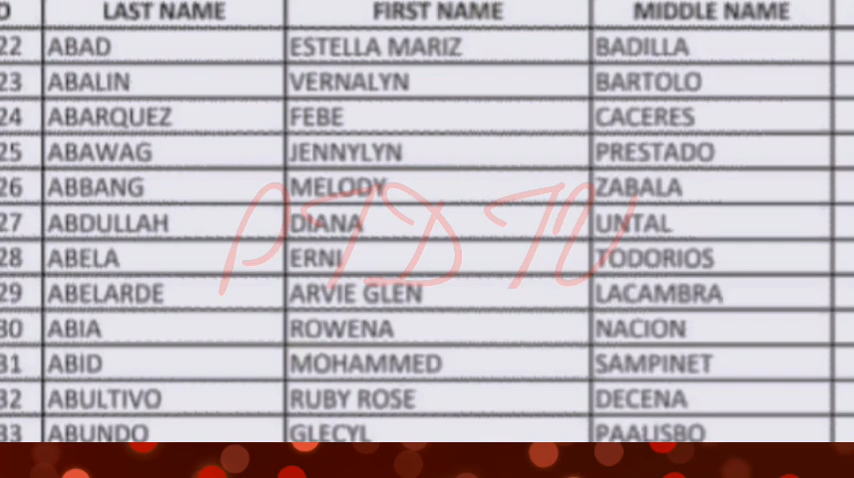 D LAST NAME FIRST NAME MIDDLE NAME
22 ABAD ESTELLA MARIZ BADILLA
23 ABALIN VERNALYN BARTOLO
24 ABARQUEZ FEBE CACERES
25 ABAWAG JENNYLYN PRESTADO
26 ABBANG MELODY ZABALA
27 ABDULLAH DIANA UNTAL
28 ABELA ERNI TODORIOS
29 ABELARDE ARVIE GLEN LACAMBRA
30 ABIA ROWENA NACION
31 ABID MOHAMMED SAMPINET
32 ABULTIVO RUBY ROSE DECENA
33 ABUNDO GLECYL PAALISBO